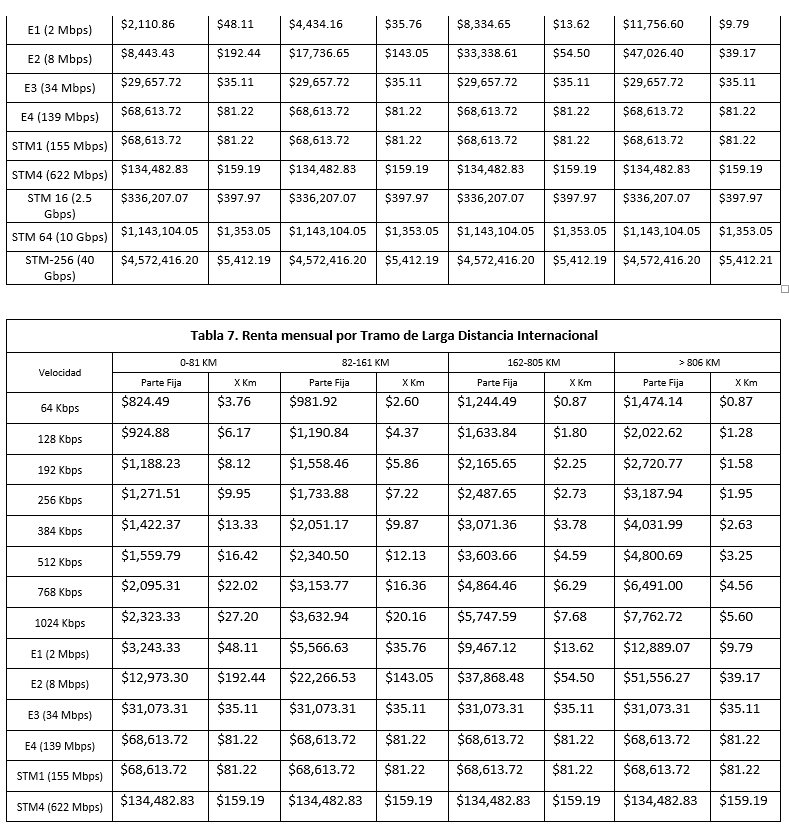 E1 (2 Mbps) $2,110.86 $48.11 $4,434.16 $35.76 $8,334.65 $13.62 $11,756.60 $9.79
E2 (8 Mbps) $8,443.43 $192.44 $17,736.65 $143.05 $33,338.61 $54.50 $47,026.40 $39.17
E3 (34 Mbps) $29,657.72 $35.11 $29,657.72 $35.11 $29,657.72 $35.11 $29,657.72 $35.11
E4 (139 Mbps) $68,613.72 $81.22 $68,613.72 $81.22 $68,613.72 $81.22 $68,613.72 $81.22
STM1 (155 Mbps) $68,613.72 $81.22 $68,613.72 $81.22 $68,613.72 $81.22 $68,613.72 $81.22
STM4 (622 Mbps) $134,482.83 $159.19 $134,482.83 $159.19 $134,482.83 $159.19 $134,482.83 $159.19
STM 16 (2.5 $336,207.07 $397.97 $336,207.07 $397.97 $336,207.07 $397.97 $336,207.07 $397.97
Gbps)
STM 64 (10 Gbps) $1,143,104.05 $1,353.05 $1,143,104.05 $1,353.05 $1,143,104.05 $1,353.05 $1,143,104.05 $1,353.05
STM-256 (40 $4,572,416.20 $5,412.19 $4,572,416.20 $5,412.19 $4,572,416.20 $5,412.19 $4,572,416.20 $5,412.21
Gbps)
Tabla 7. Renta mensual por Tramo de Larga Distancia Internacional
Velocidad 0-81 KM 82-161 KM 162-805 KM > 806 KM
Parte Fija X Km Parte Fija X Km Parte Fija X Km Parte Fija X Km
64 Kbps $824.49 $3.76 $981.92 $2.60 $1,244.49 $0.87 $1,474.14 $0.87
128 Kbps $924.88 $6.17 $1,190.84 $4.37 $1,633.84 $1.80 $2,022.62 $1.28
192 Kbps $1,188.23 $8.12 $1,558.46 $5.86 $2,165.65 $2.25 $2,720.77 $1.58
256 Kbps $1,271.51 $9.95 $1,733.88 $7.22 $2,487.65 $2.73 $3,187.94 $1.95
384 Kbps $1,422.37 $13.33 $2,051.17 $9.87 $3,071.36 $3.78 $4,031.99 $2.63
512 Kbps $1,559.79 $16.42 $2,340.50 $12.13 $3,603.66 $4.59 $4,800.69 $3.25
768 Kbps $2,095.31 $22.02 $3,153.77 $16.36 $4,864.46 $6.29 $6,491.00 $4.56
1024 Kbps $2,323.33 $27.20 $3,632.94 $20.16 $5,747.59 $7.68 $7,762.72 $5.60
E1 (2 Mbps) $3,243.33 $48.11 $5,566.63 $35.76 $9,467.12 $13.62 $12,889.07 $9.79
E2 (8 Mbps) $12,973.30 $192.44 $22,266.53 $143.05 $37,868.48 $54.50 $51,556.27 $39.17
E3 (34 Mbps) $31,073.31 $35.11 $31,073.31 $35.11 $31,073.31 $35.11 $31,073.31 $35.11
E4 (139 Mbps) $68,613.72 $81.22 $68,613.72 $81.22 $68,613.72 $81.22 $68,613.72 $81.22
STM1 (155 Mbps) $68,613.72 $81.22 $68,613.72 $81.22 $68,613.72 $81.22 $68,613.72 $81.22
STM4 (622 Mbps) $134,482.83 $159.19 $134,482.83 $159.19 $134,482.83 $159.19 $134,482.83 $159.19